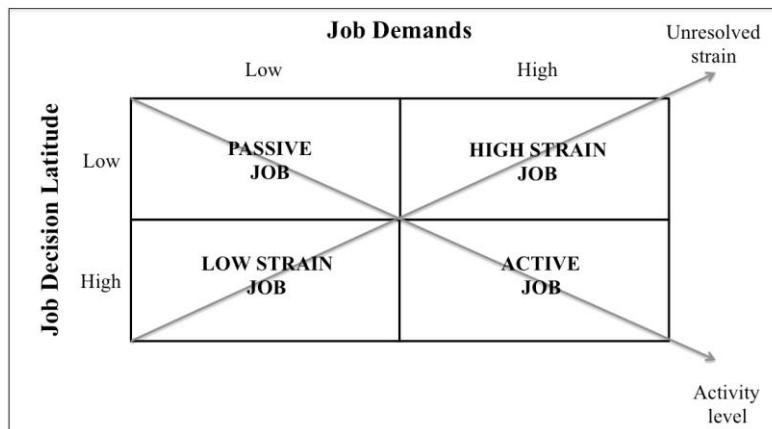 Job Demands
Unresolved
strain
Low
High
Job Decision Latitude
Low
PASSIVE
JOB
HIGH STRAIN
JOB
High
LOW STRAIN
JOB
ACTIVE
JOB
Activity
level